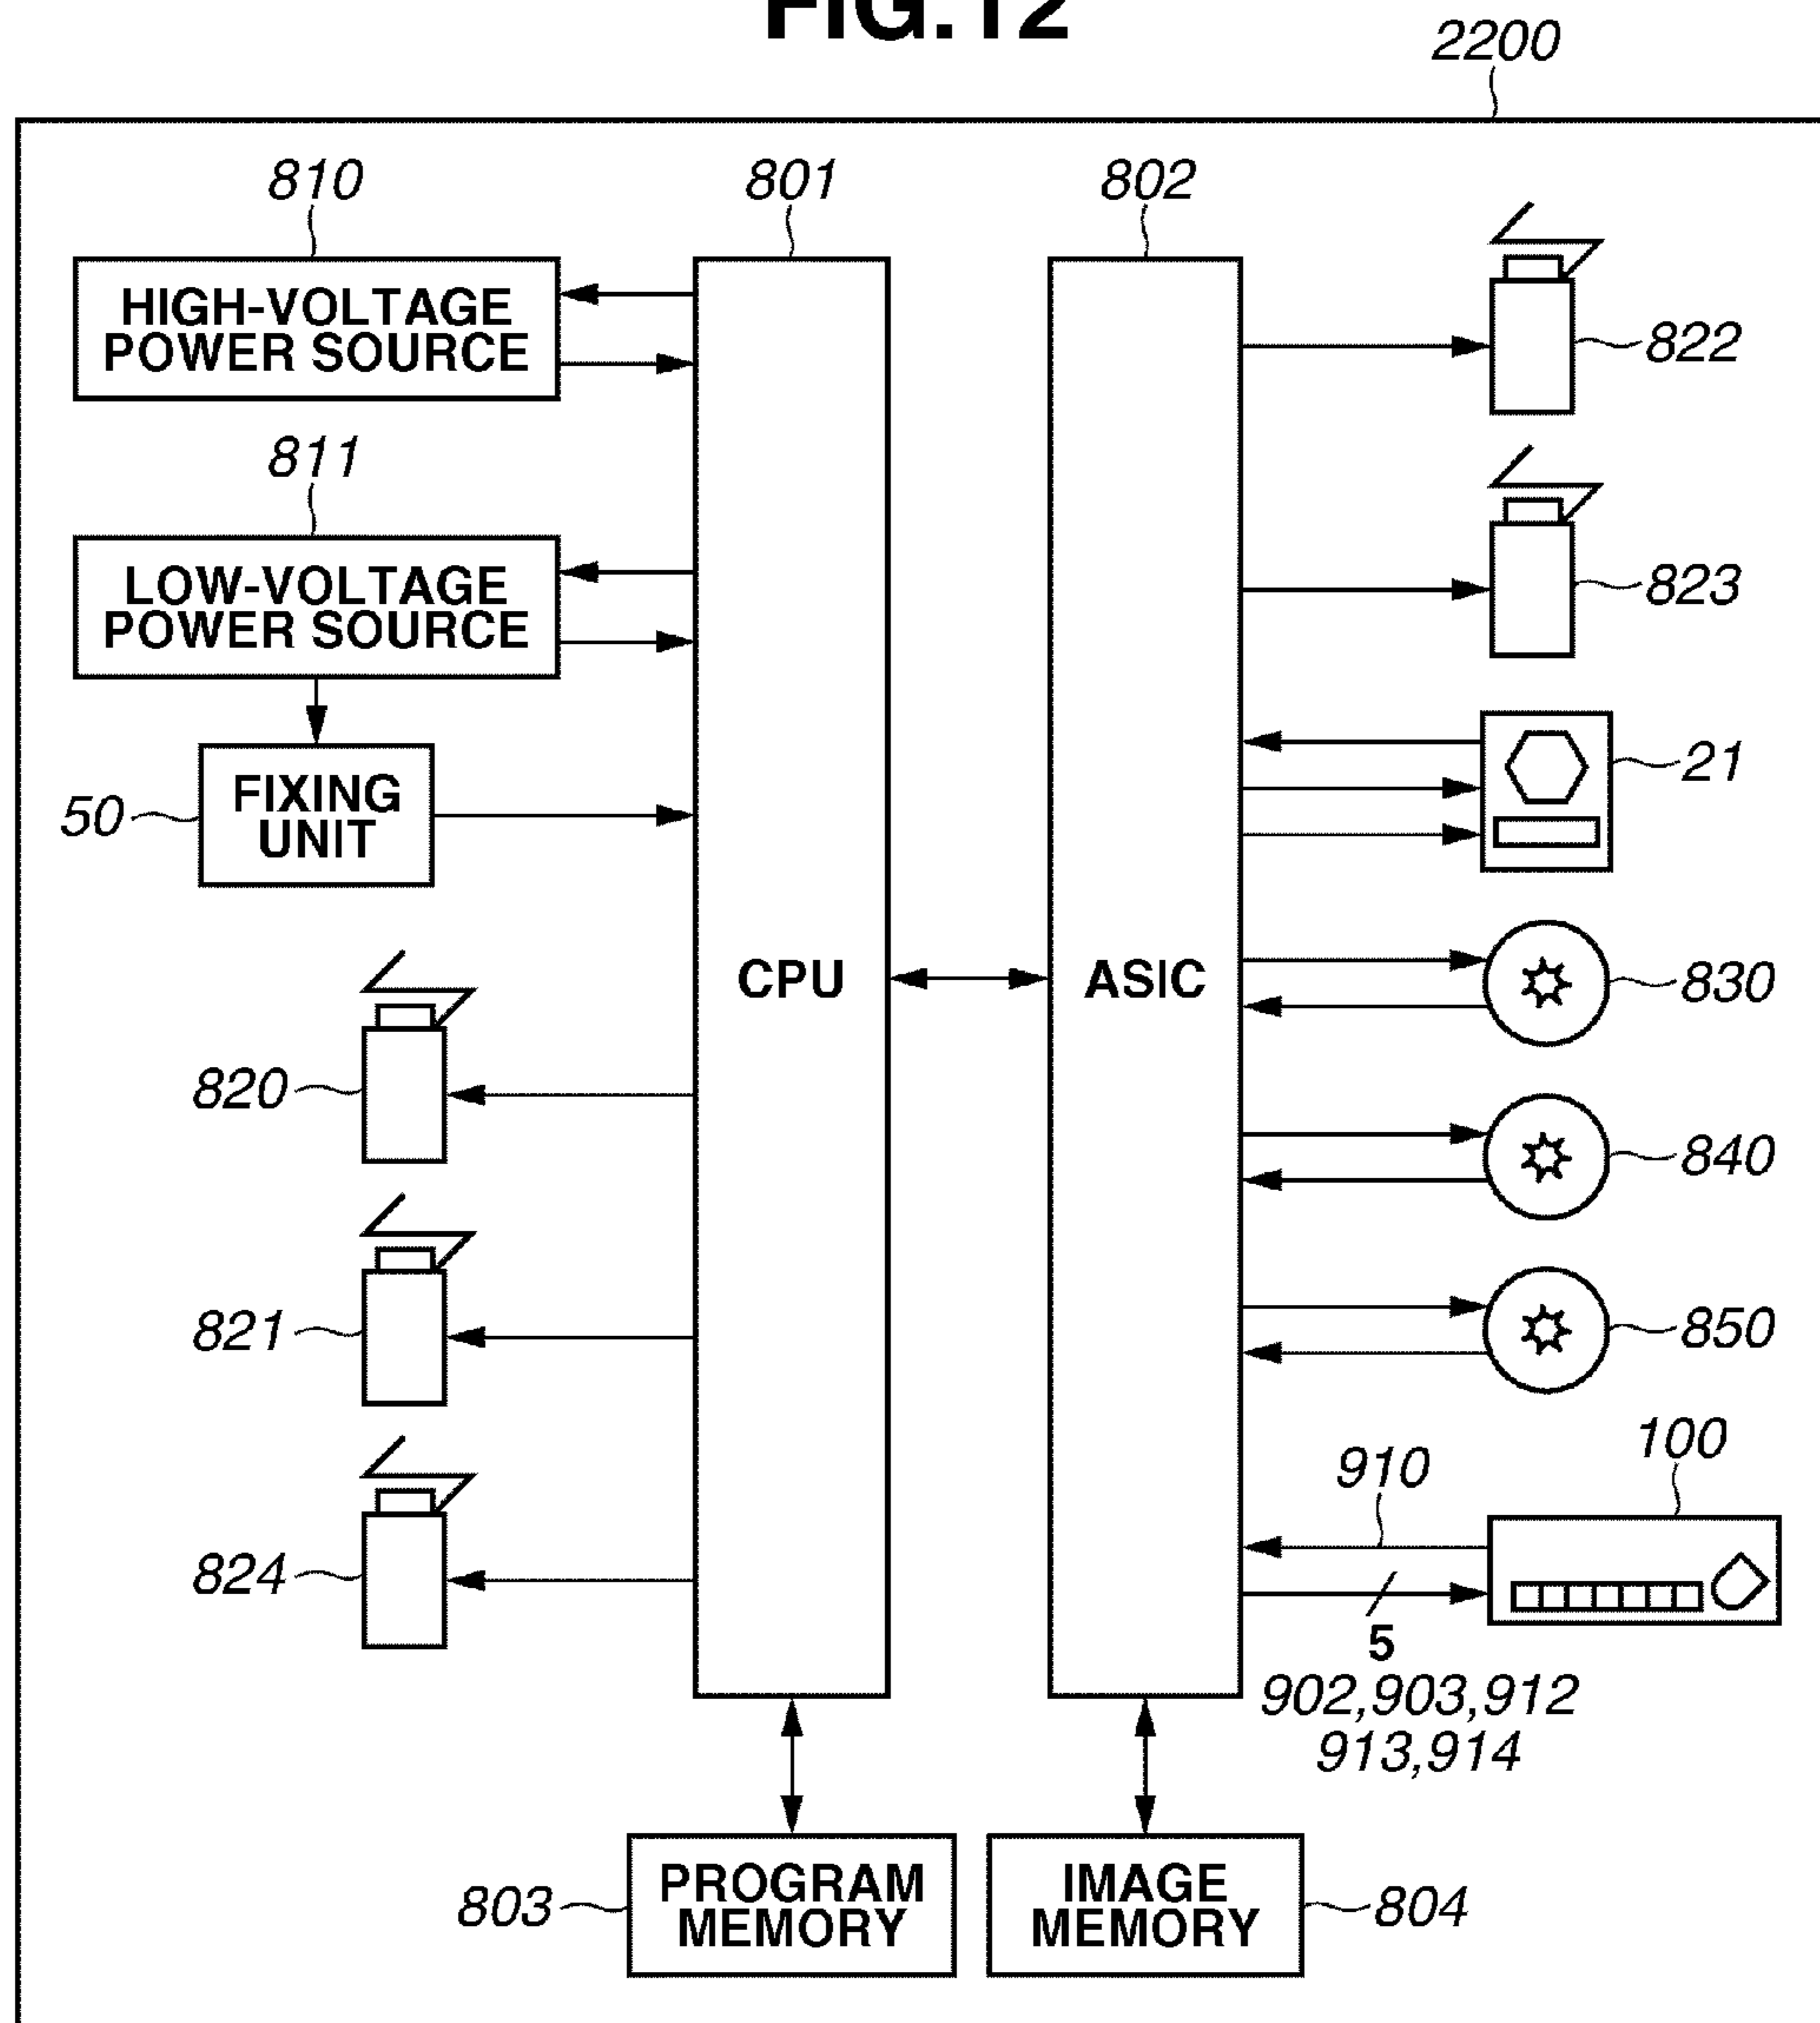 FIG.12
2200
810
801
802
HIGH-VOLTAGE
POWER SOURCE
822
811
LOW-VOLTAGE
POWER SOURCE
823
21
50
FIXING
UNIT
CPU
ASIC
830
820
840
821
850
910
100
824
5
902,903,912
913,914
803
PROGRAM
MEMORY
IMAGE
MEMORY
804